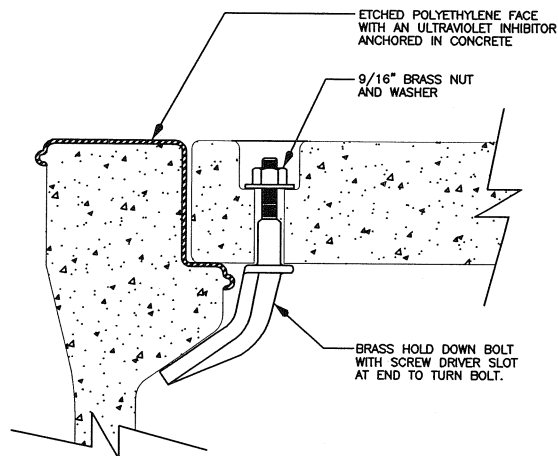 ETCHED POLYETHYLENE FACE
WITH AN ULTRAVIOLET INHIBITOR
ANCHORED IN CONCRETE
9/16" BRASS NUT
AND WASHER
BRASS HOLD DOWN BOLT
WITH SCREW DRIVER SLOT
AT END TO TURN BOLT.